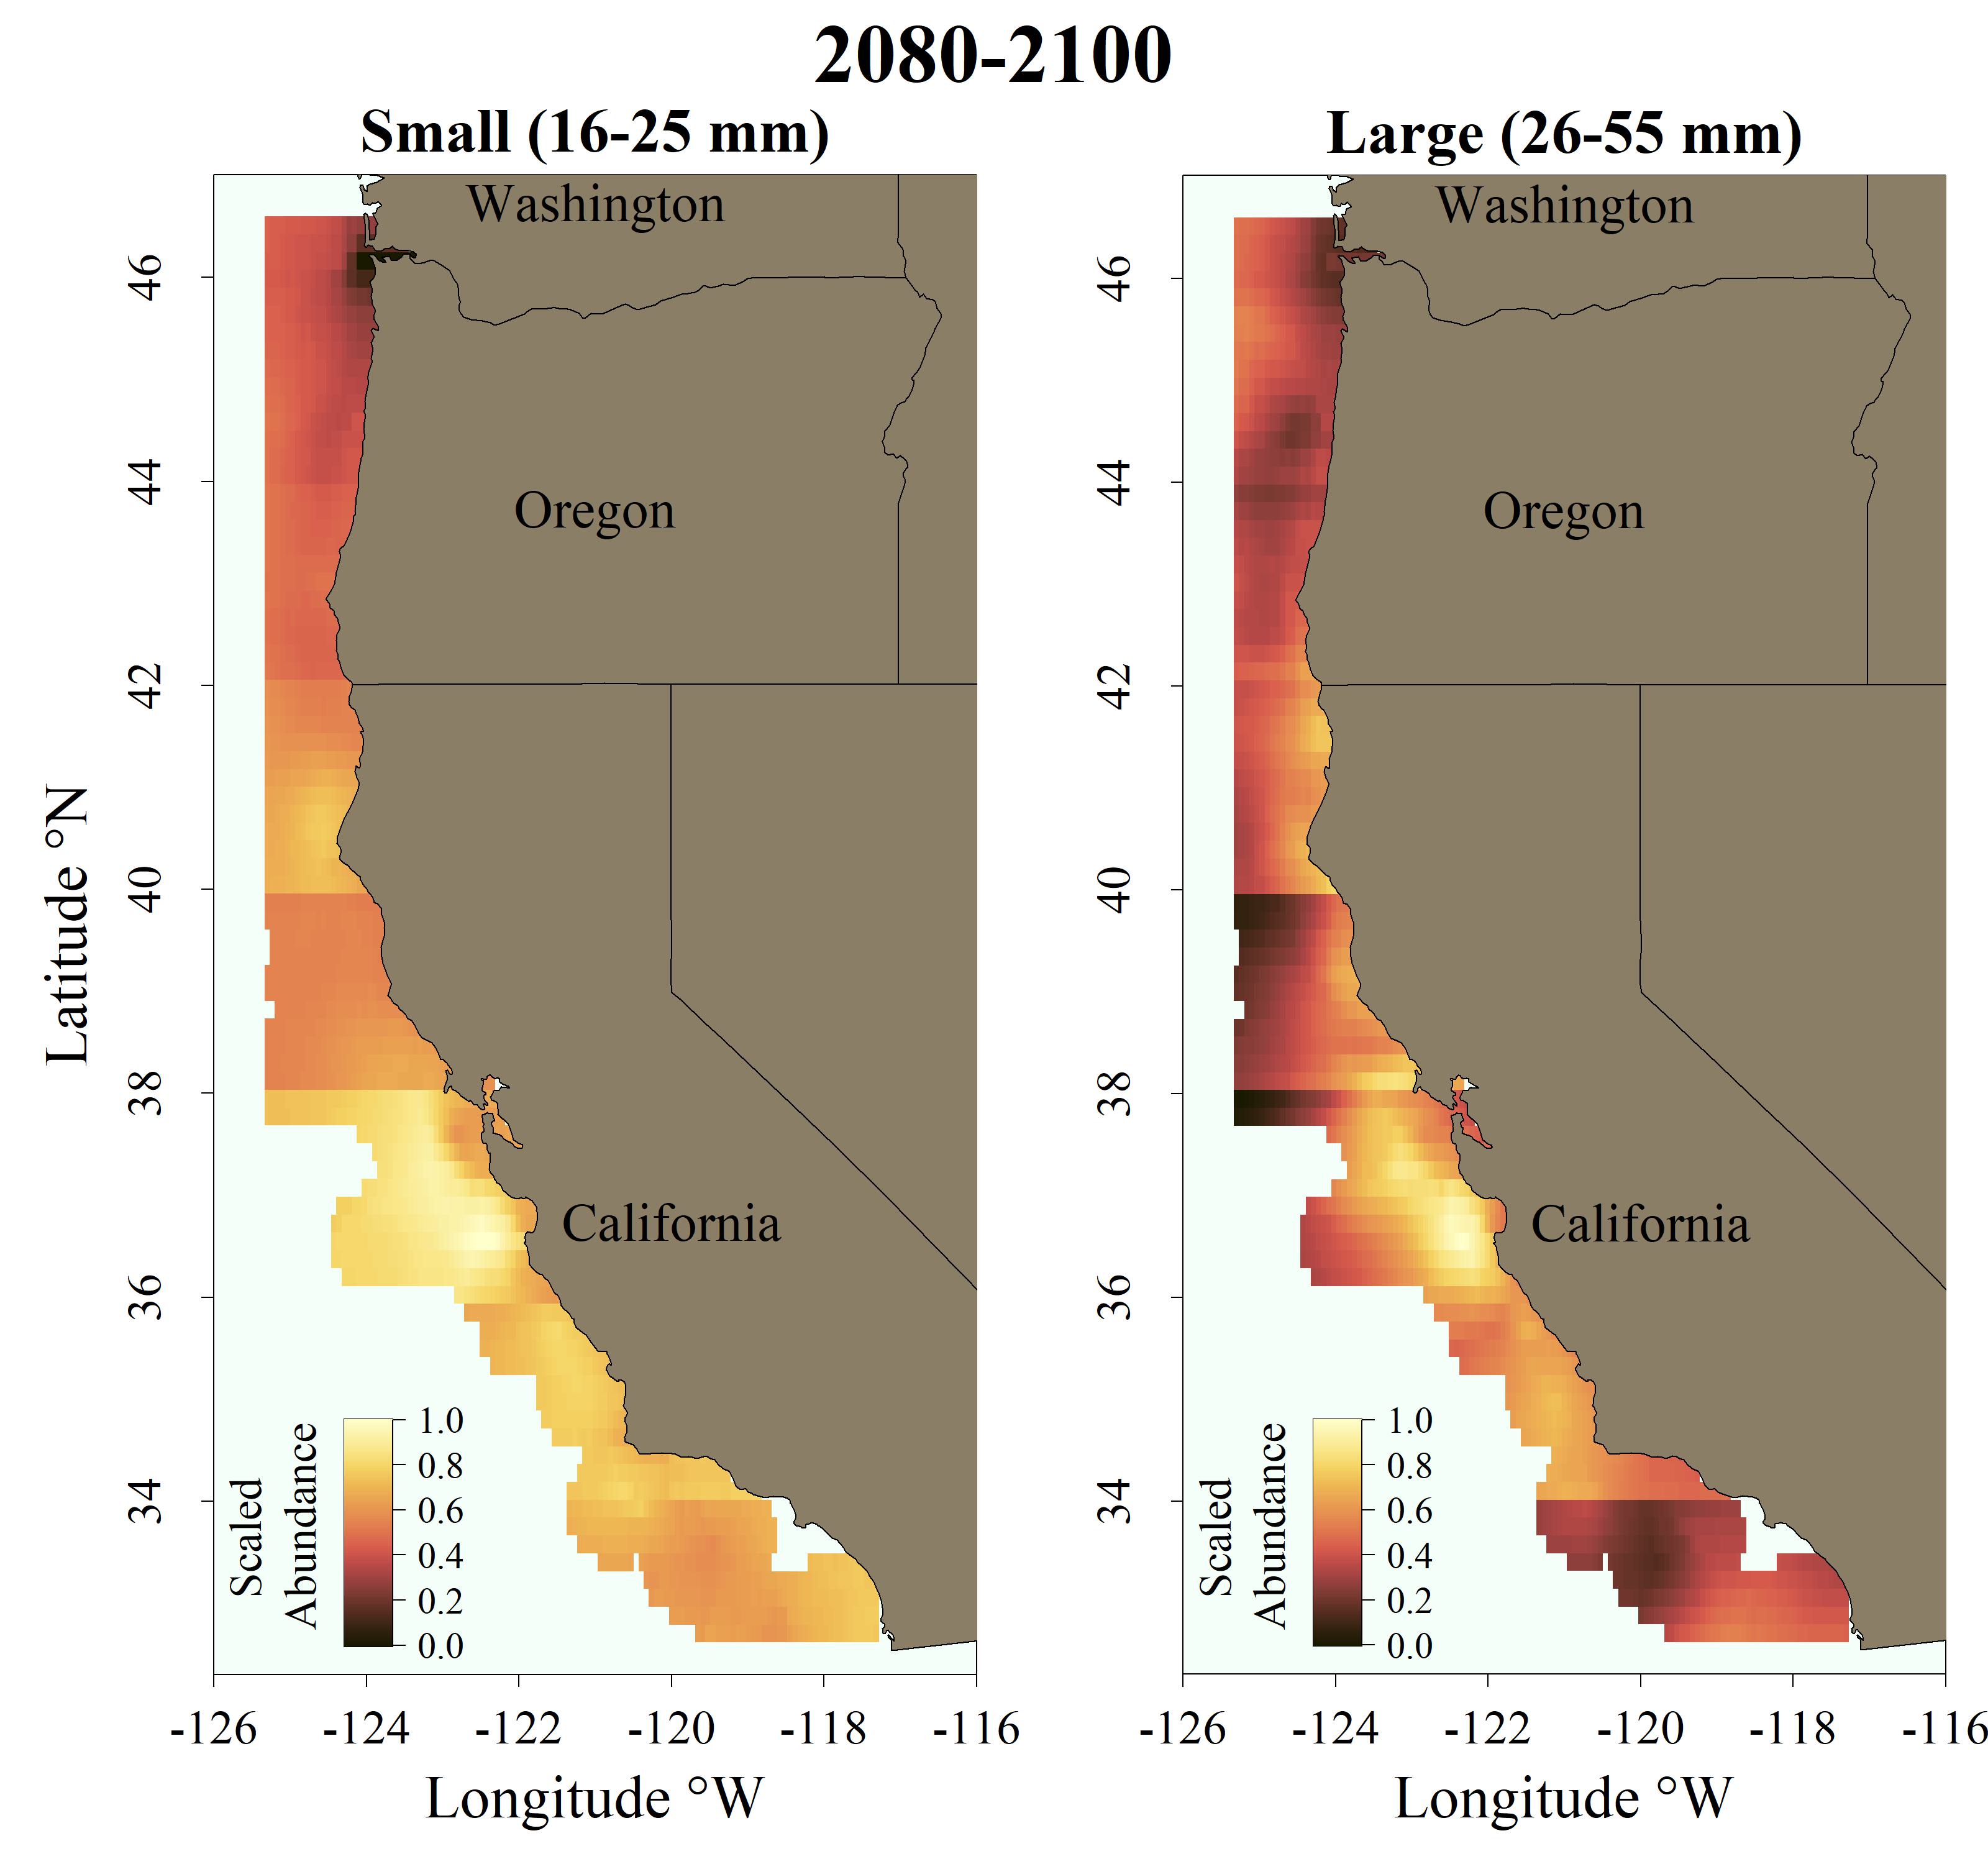 2080-2100
Small (16-25 mm)
Large (26-55 mm)
Washington
Oregon
California
Latitude °N
46
44
42
40
38
36
34
Scaled
Abundance
1.0
0.8
0.6
0.4
0.2
0.0
-126
-124
-122
-120
-118
-116
Longitude °W
Washington
Oregon
California
46
44
42
40
38
36
34
Scaled
Abundance
1.0
0.8
0.6
0.4
0.2
0.0
-126
-124
-122
-120
-118
-116
Longitude °W